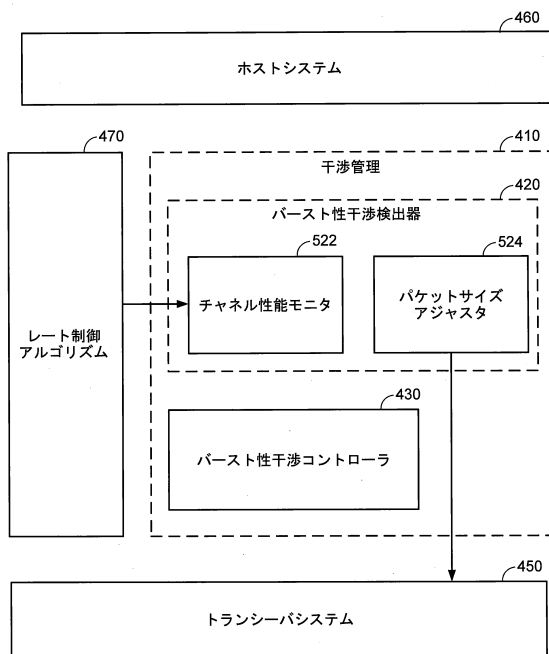 460
ホストシステム
470
410
干渉管理
420
バースト性干渉検出器
522
524
チャネル性能モニタ
パケットサイズ
アジャスタ
レート制御
アルゴリズム
430
バースト性干渉コントローラ
450
トランシーバシステム